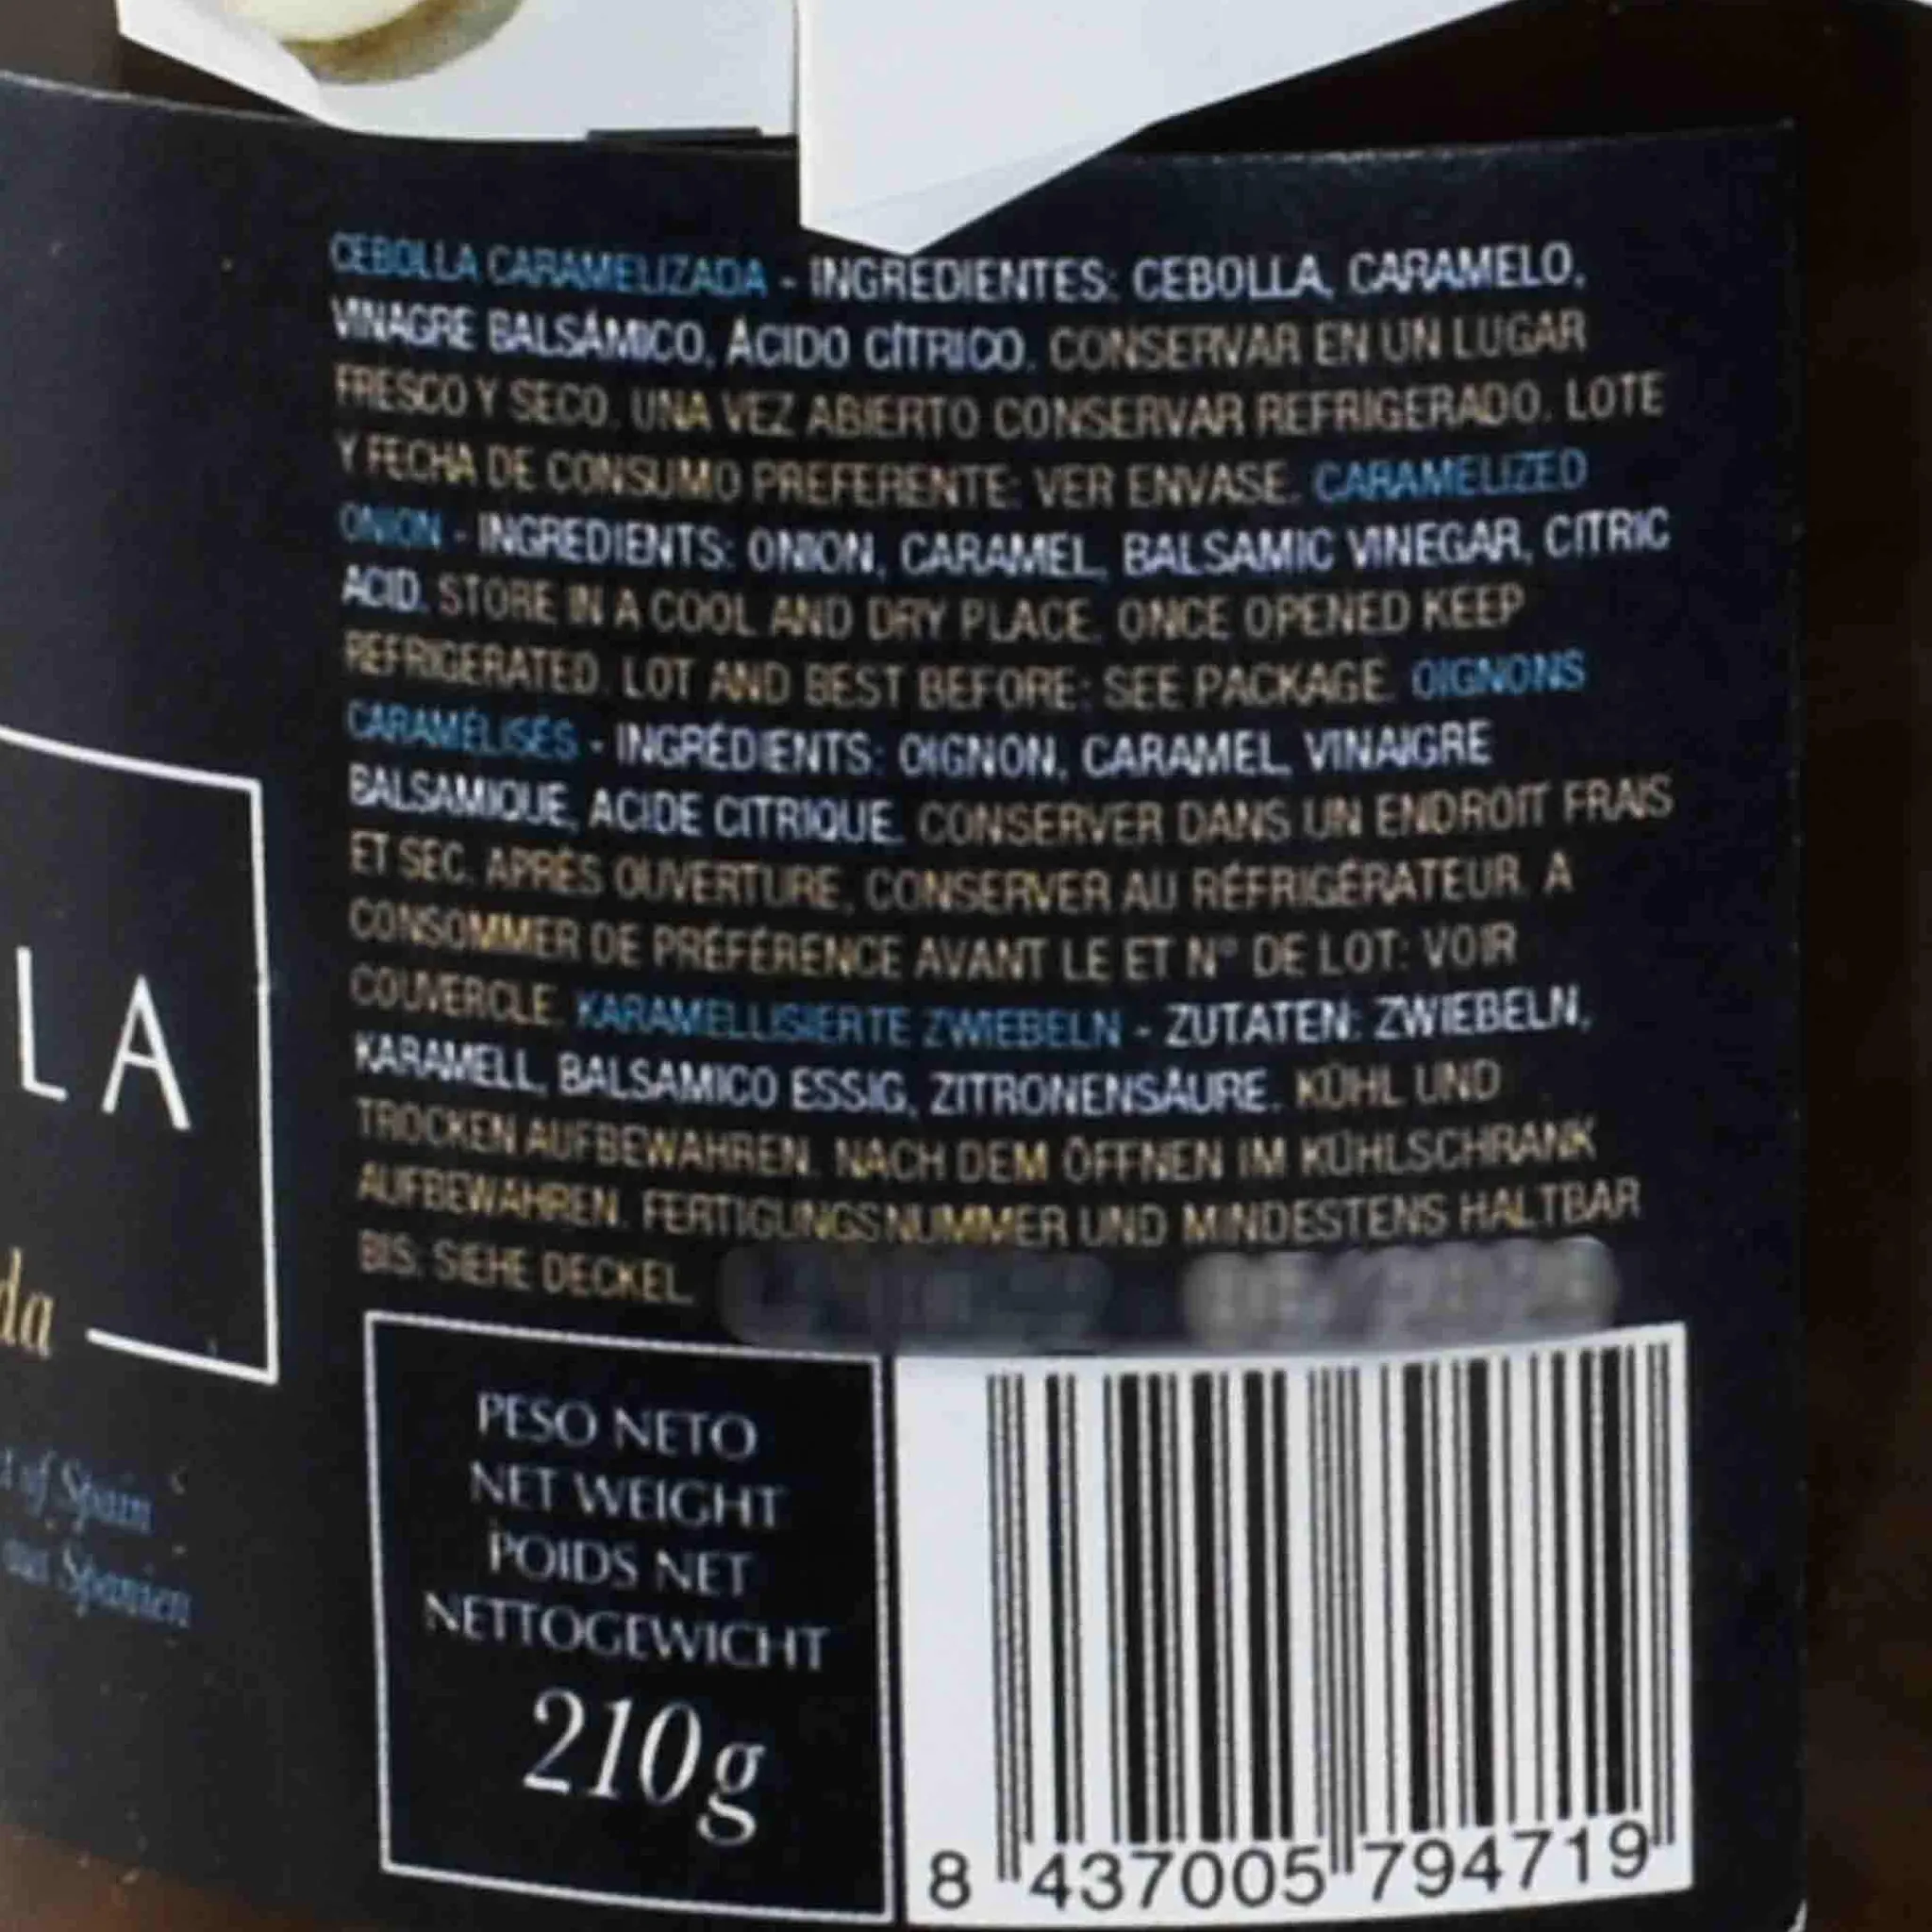 CEBOLLA CARAMELIZADA - INGREDIENTES: CEBOLLA, CARAMELO,
VINAGRE BALSÁMICO, ÁCIDO CÍTRICO. CONSERVAR EN UN LUGAR
FRESCO Y SECO. UNA VEZ ABIERTO CONSERVAR REFRIGERADO. LOTE
Y FECHA DE CONSUMO PREFERENTE: VER ENVASE. CARAMELIZED
ONION - INGREDIENTS: ONION, CARAMEL, BALSAMIC VINEGAR, CITRIC
ACID. STORE IN A COOL AND DRY PLACE. ONCE OPENED KEEP
REFRIGERATED. LOT AND BEST BEFORE: SEE PACKAGE. OIGNONS
CARAMÉLISÉS - INGRÉDIENTS: OIGNON, CARAMEL, VINAIGRE
BALSAMIQUE, ACIDE CITRIQUE. CONSERVER DANS UN ENDROIT FRAIS
ET SEC. APRÈS OUVERTURE, CONSERVER AU RÉFRIGÉRATEUR. A
CONSOMMER DE PRÉFÉRENCE AVANT LE ET Nº DE LOT: VOIR
COUVERCLE. KARAMELLISIERTE ZWIEBELN - ZUTATEN: ZWIEBELN,
KARAMELL, BALSAMICO ESSIG, ZITRONENSÄURE. KÜHL UND
TROCKEN AUFBEWAHREN. NACH DEM ÖFFNEN IM KÜHLSCHRANK
AUFBEWAHREN. FERTIGUNGSNUMMER UND MINDESTENS HALTBAR
BIS: SIEHE DECKEL.
LA
da
t of Spain
aus Spanien
PESO NETO
NET WEIGHT
POIDS NET
NETTOGEWICHT
210g
8 437005 794719